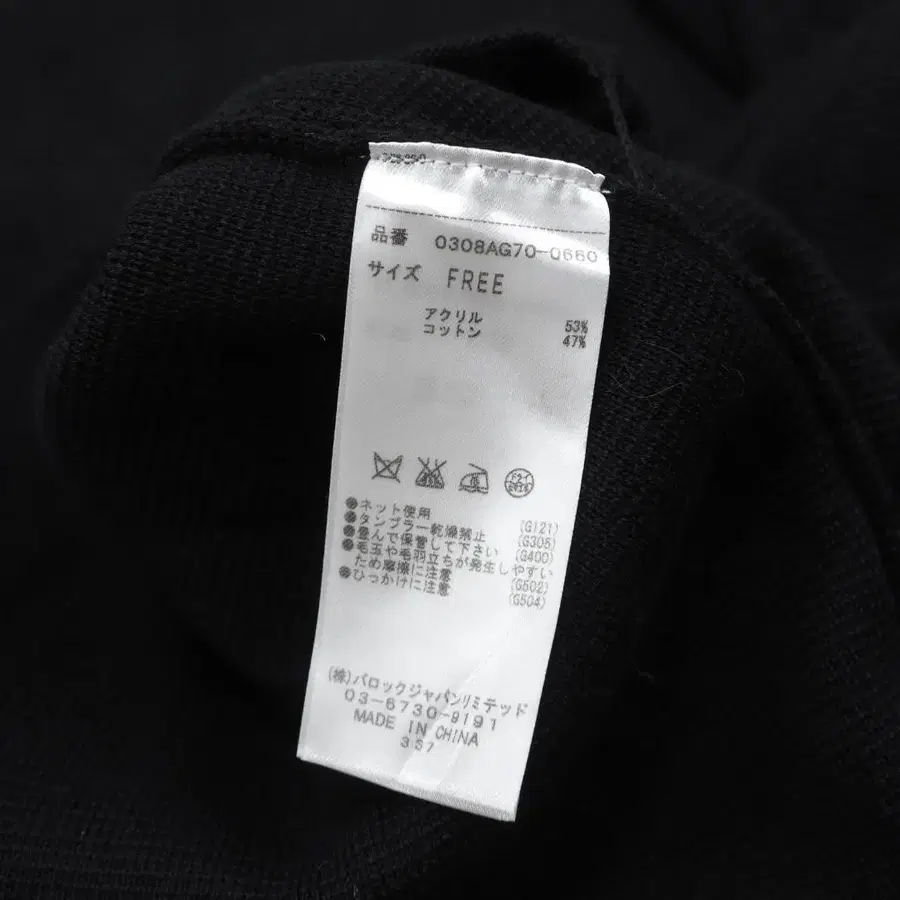 品番 0308AG70-0660
サイズ FREE
アクリル 53%
コットン 47%
●ネット使用 (G121)
●タンブラー乾燥禁止 (G305)
●畳んで保管して下さい (G400)
●毛玉や毛羽立ちが発生しやすい
ため摩擦に注意 (G502)
●ひっかけに注意 (G504)
(株)バロックジャパンリミテッド
03-6730-9191
MADE IN CHINA
337